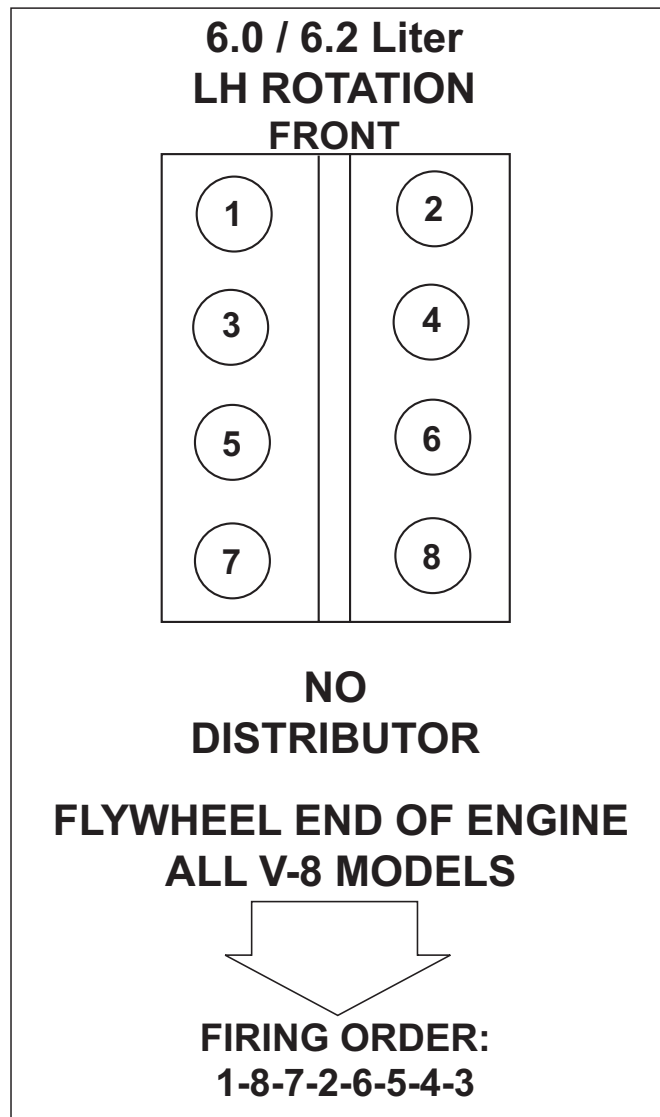 6.0 / 6.2 Liter
LH ROTATION
FRONT
1 2
3 4
5 6
7 8
NO
DISTRIBUTOR
FLYWHEEL END OF ENGINE
ALL V-8 MODELS
FIRING ORDER:
1-8-7-2-6-5-4-3